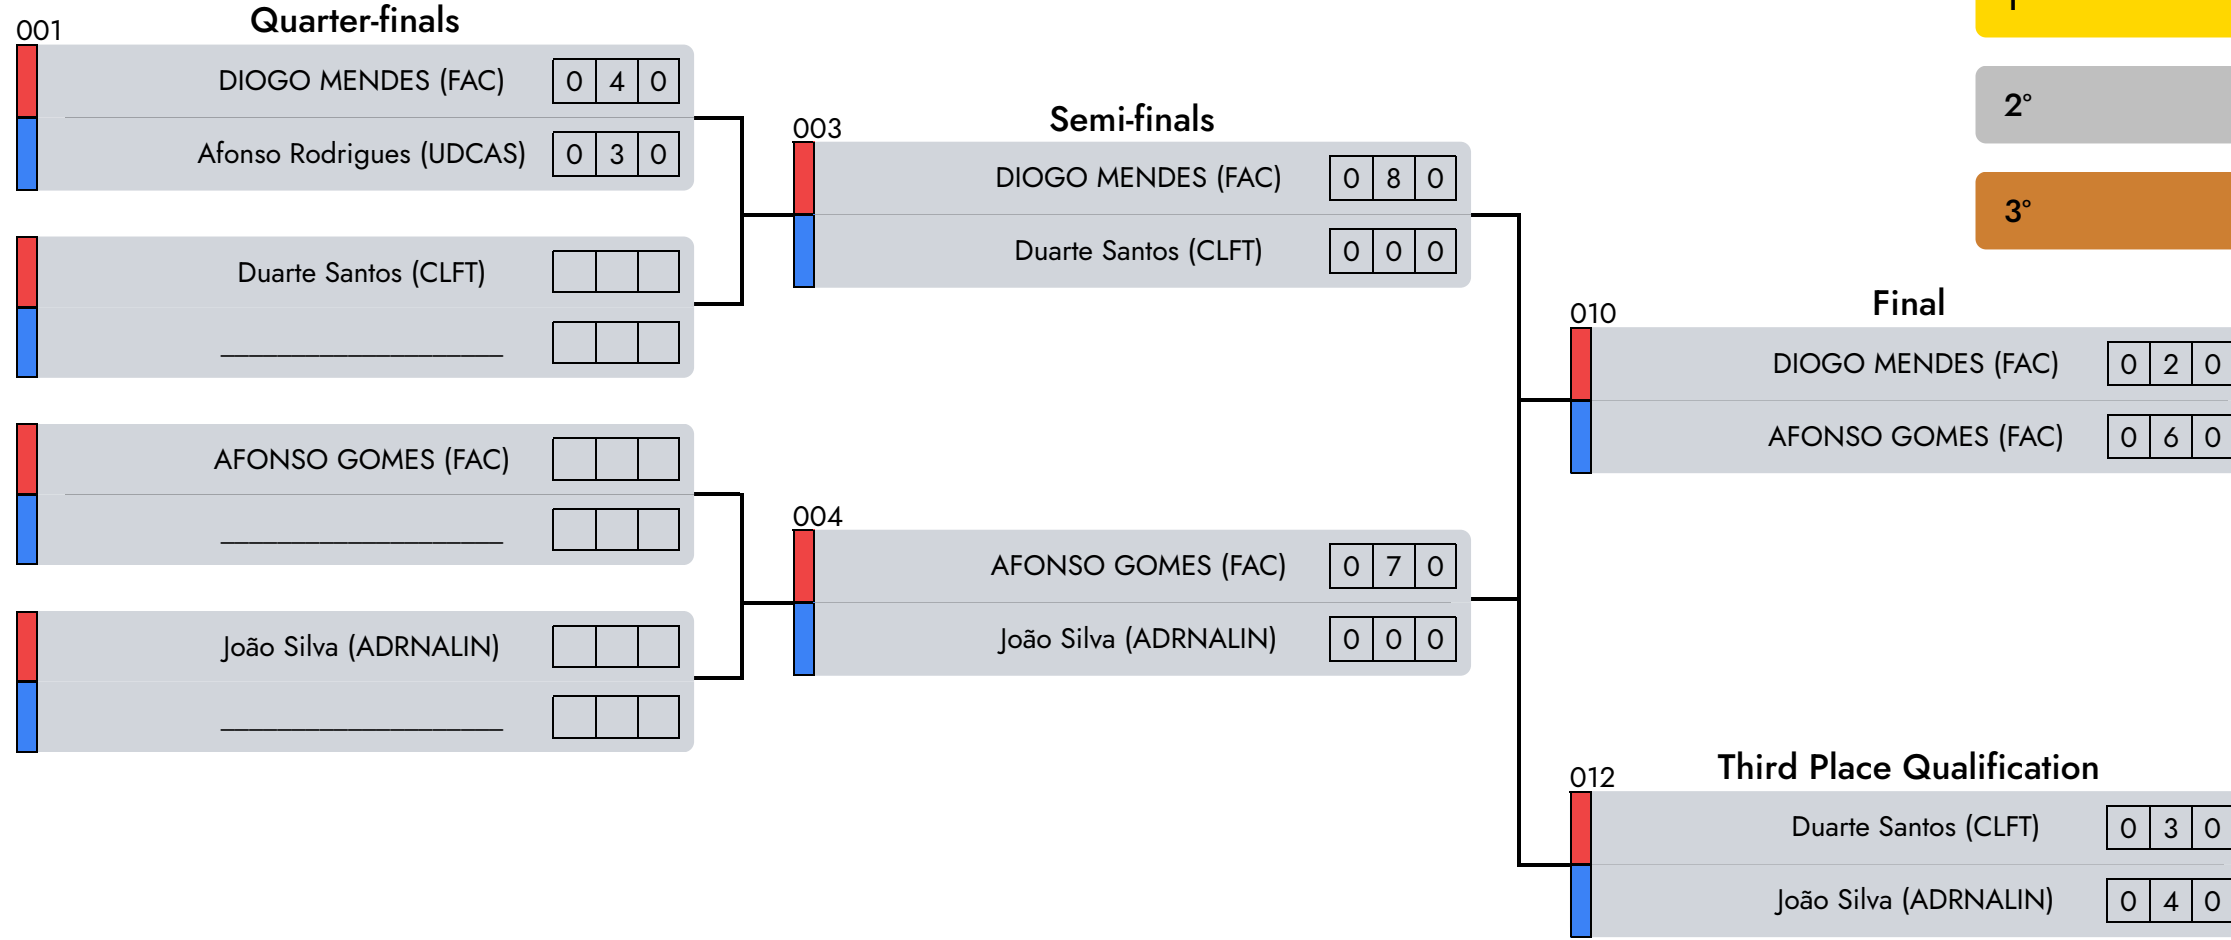 Quarter-finals
001
DIOGO MENDES (FAC) 0 4 0
Afonso Rodrigues (UDCAS) 0 3 0
Duarte Santos (CLFT)
____________________
AFONSO GOMES (FAC)
____________________
João Silva (ADRNALIN)
____________________
Semi-finals
003
DIOGO MENDES (FAC) 0 8 0
Duarte Santos (CLFT) 0 0 0
004
AFONSO GOMES (FAC) 0 7 0
João Silva (ADRNALIN) 0 0 0
2°
3°
Final
010
DIOGO MENDES (FAC) 0 2 0
AFONSO GOMES (FAC) 0 6 0
Third Place Qualification
012
Duarte Santos (CLFT) 0 3 0
João Silva (ADRNALIN) 0 4 0